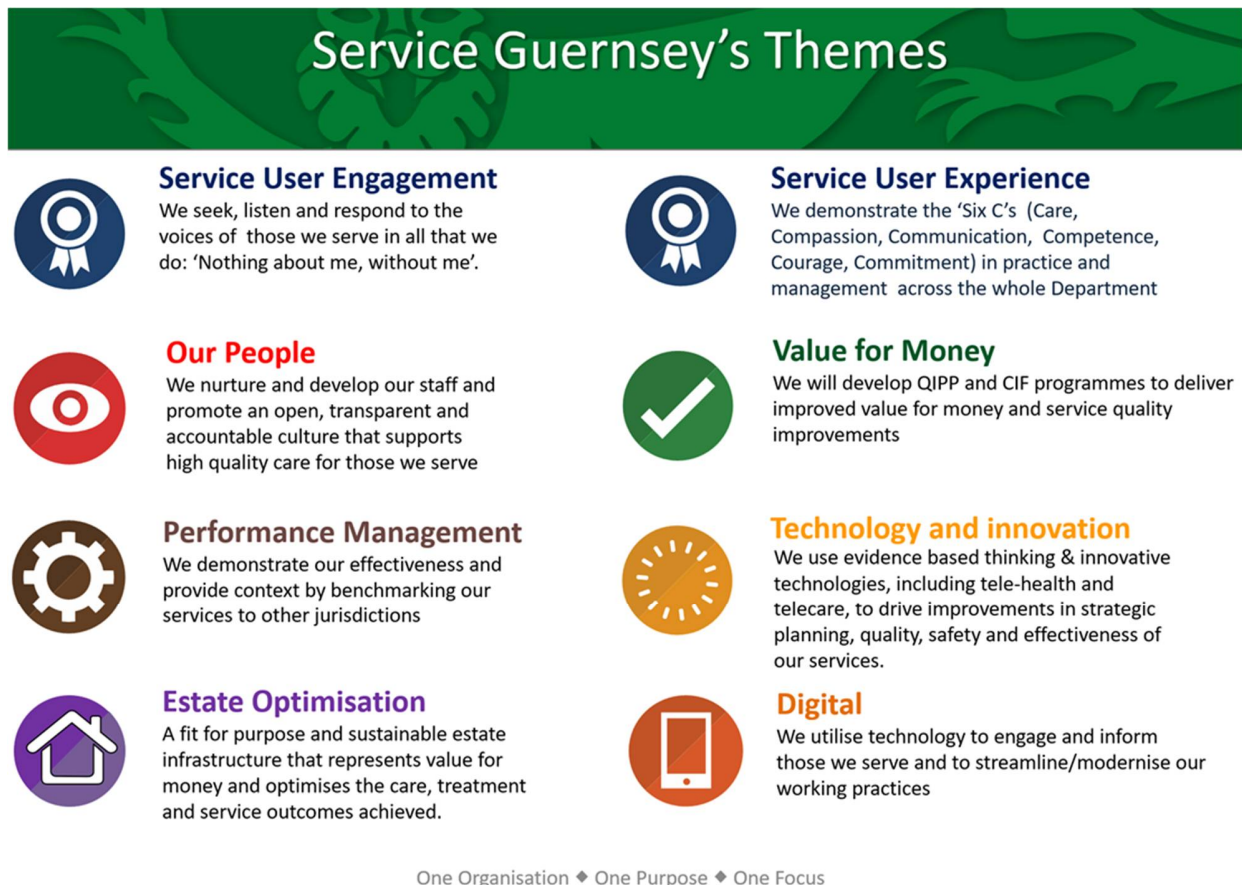 Service Guernsey's Themes
Service User Engagement
We seek, listen and respond to the
voices of  those we serve in all that we
do: 'Nothing about me, without me'.
Service User Experience
We demonstrate the 'Six C's  (Care,
Compassion, Communication,  Competence,
Courage, Commitment) in practice and
management  across the whole Department
Our People
We nurture and develop our staff and
promote an open, transparent and
accountable culture that supports
high quality care for those we serve
Value for Money
We will develop QIPP and CIF programmes to deliver
improved value for money and service quality
improvements
Performance Management
We demonstrate our effectiveness and
provide context by benchmarking our
services to other jurisdictions
Technology and innovation
We use evidence based thinking & innovative
technologies, including tele-health and
telecare, to drive improvements in strategic
planning, quality, safety and effectiveness of
our services.
Estate Optimisation
A fit for purpose and sustainable estate
infrastructure that represents value for
money and optimises the care, treatment
and service outcomes achieved.
Digital
We utilise technology to engage and inform
those we serve and to streamline/modernise our
working practices
One Organisation ◆ One Purpose ◆ One Focus